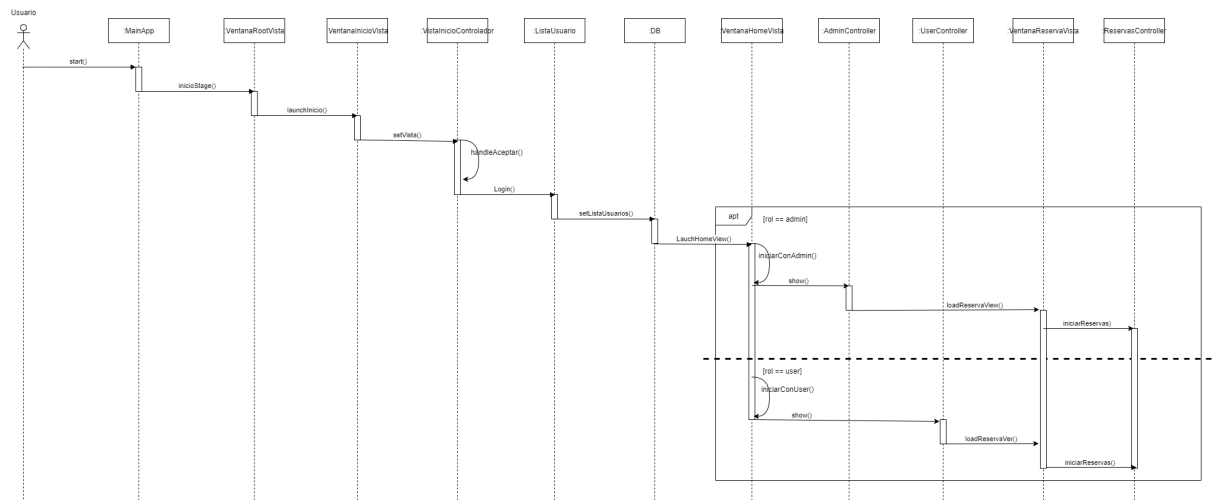 Usuario
:MainApp
:VentanaRootVista
:VentanaInicioVista
:VistaInicioControlador
:ListaUsuario
:DB
:VentanaHomeVista
:AdminController
:UserController
:VentanaReservaVista
:ReservasController
start()
inicioStage()
launchInicio()
setVista()
handleAceptar()
Login()
setListaUsuarios()
apt
[rol == admin]
LauchHomeView()
iniciarConAdmin()
show()
loadReservaView()
iniciarReservas)
[rol == user]
iniciarConUser()
show()
loadReservaVer()
iniciarReservas()